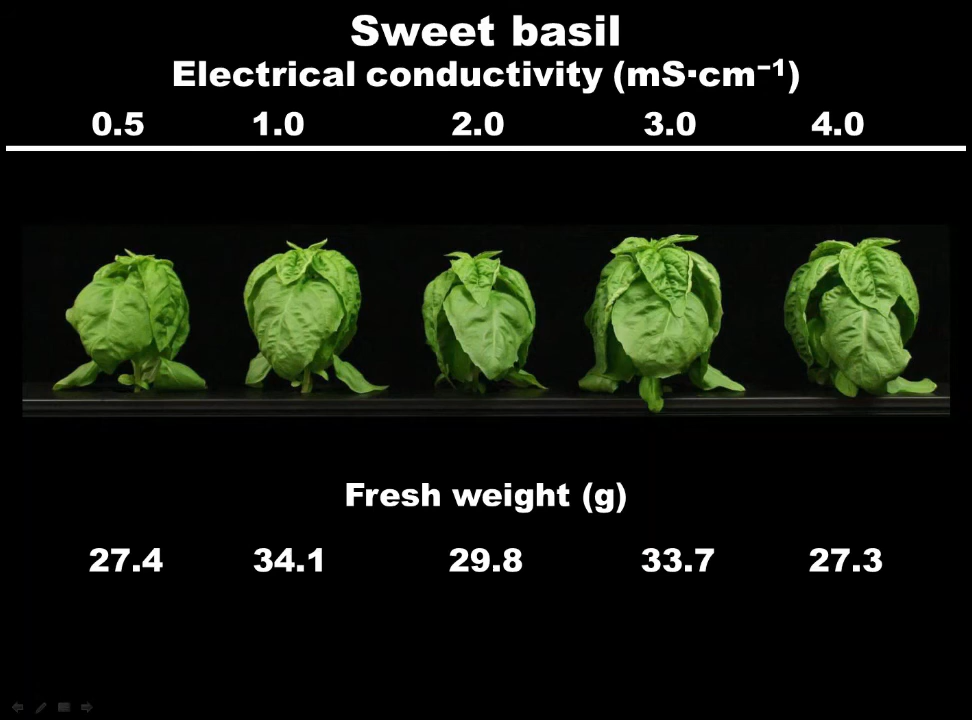 Sweet basil
Electrical conductivity (mS·cm⁻¹)
0.5 1.0 2.0 3.0 4.0
Fresh weight (g)
27.4 34.1 29.8 33.7 27.3